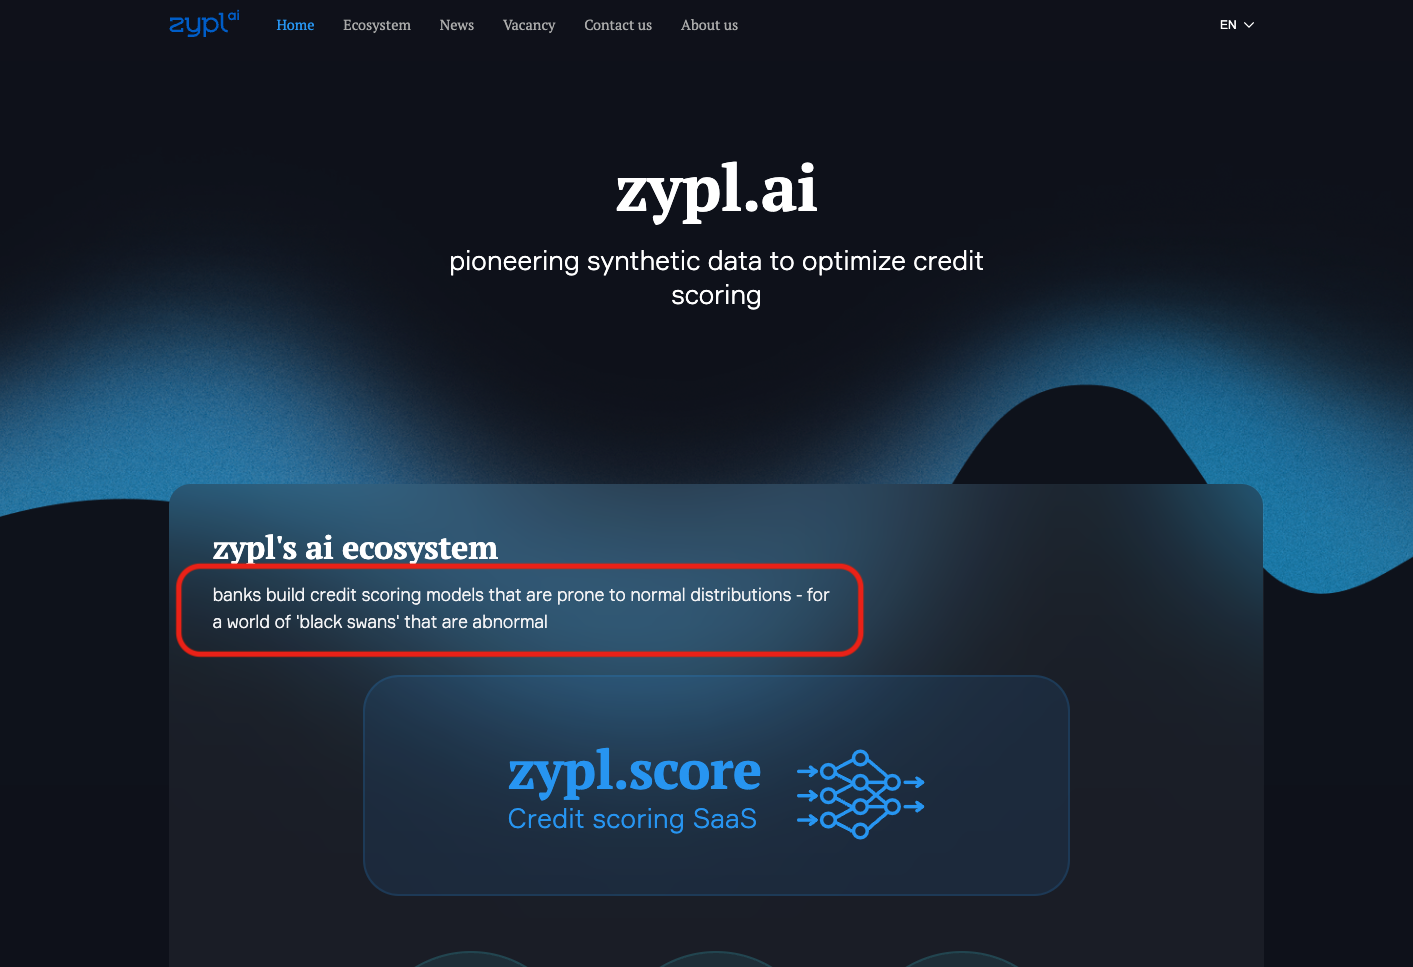 zypl ai
Home Ecosystem News Vacancy Contact us About us EN
zypl.ai
pioneering synthetic data to optimize credit
scoring
zypl's ai ecosystem
banks build credit scoring models that are prone to normal distributions - for
a world of 'black swans' that are abnormal
zypl.score
Credit scoring SaaS